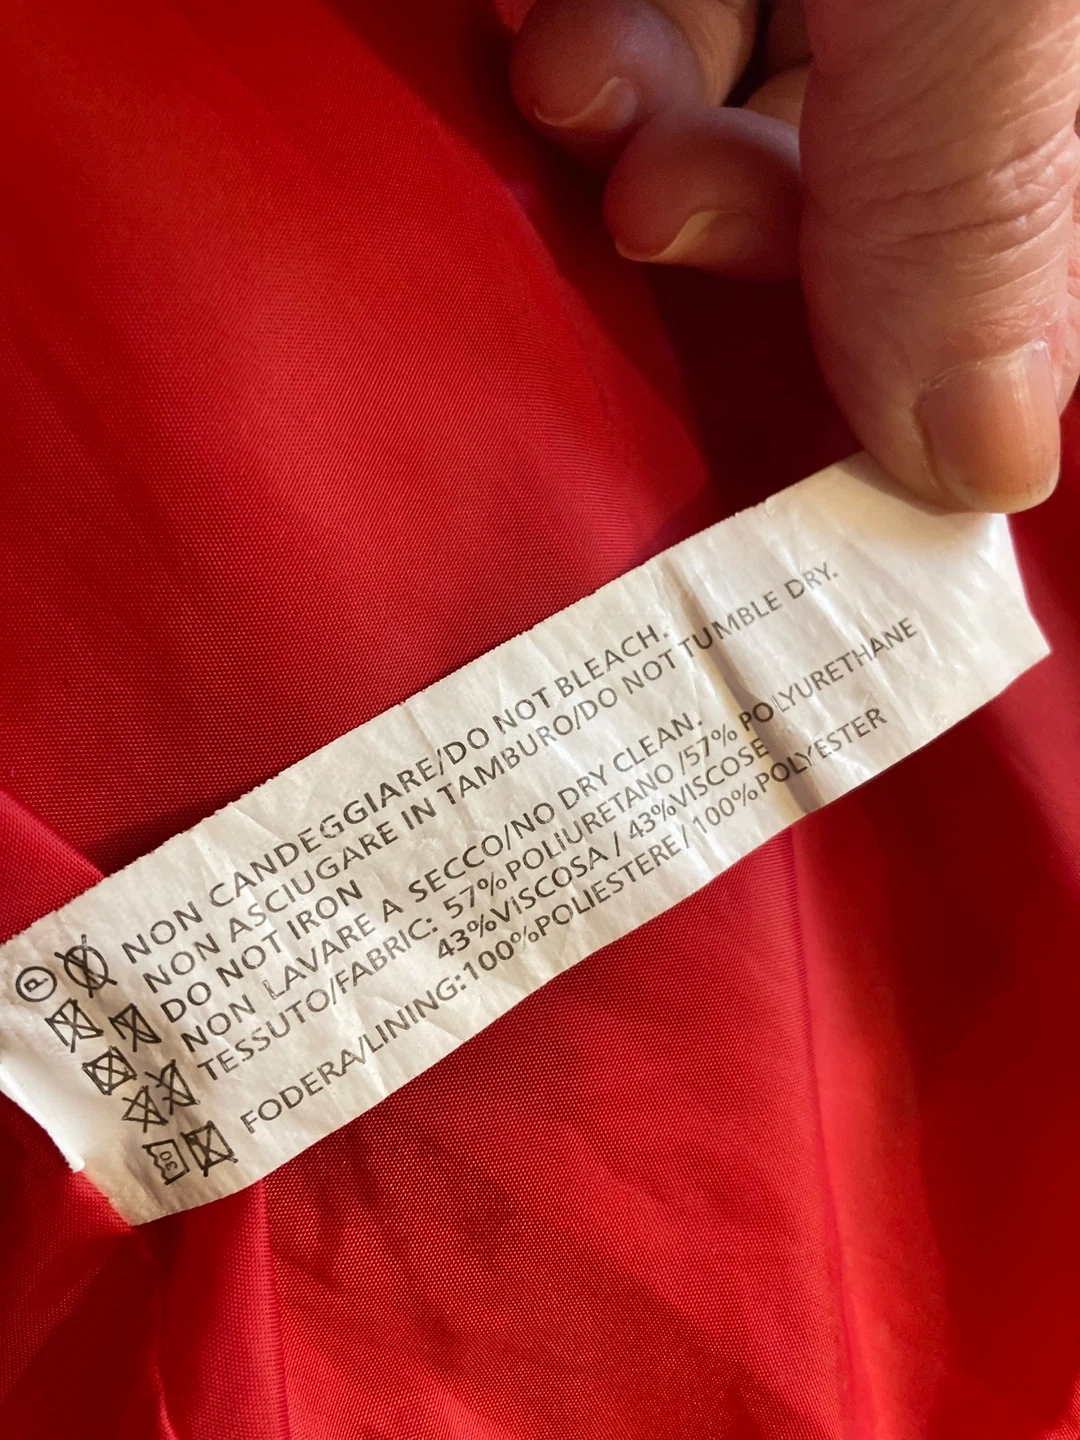 NON CANDEGGIARE/DO NOT BLEACH.
NON ASCIUGARE IN TAMBURO/DO NOT TUMBLE DRY.
DO NOT IRON
NON LAVARE A SECCO/NO DRY CLEAN.
TESSUTO/FABRIC: 57%POLIURETANO /57% POLYURETHANE
43%VISCOSA / 43%VISCOSE
FODERA/LINING:100%POLIESTERE/100%POLYESTER
P
30